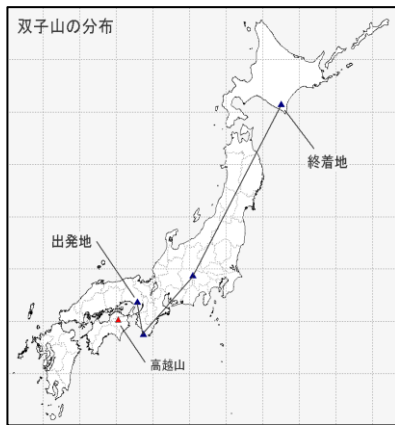 双子山の分布
終着地
出発地
高越山